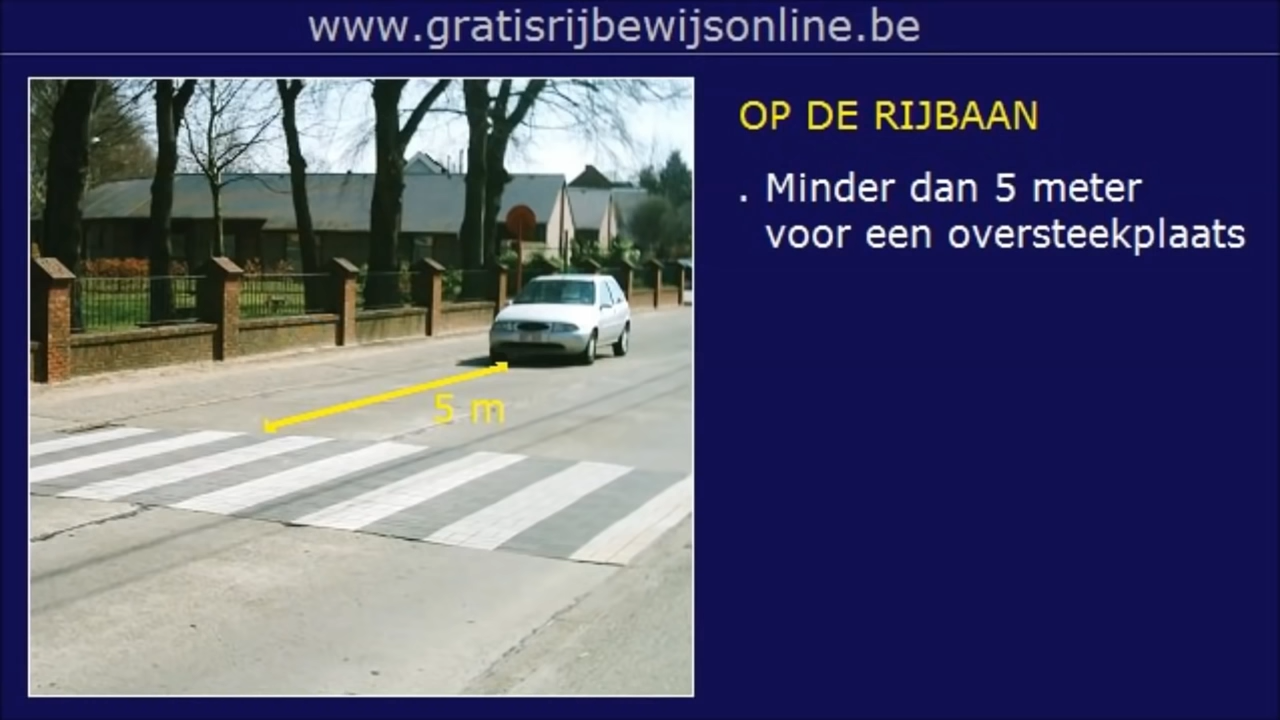 www.gratisrijbewijsonline.be
OP DE RIJBAAN
. Minder dan 5 meter
voor een oversteekplaats
5 m